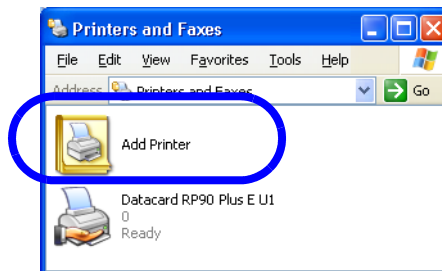 Printers and Faxes
File Edit View Favorites Tools Help
Address Printers and Faxes Go
Add Printer
Datacard RP90 Plus E U1
0
Ready